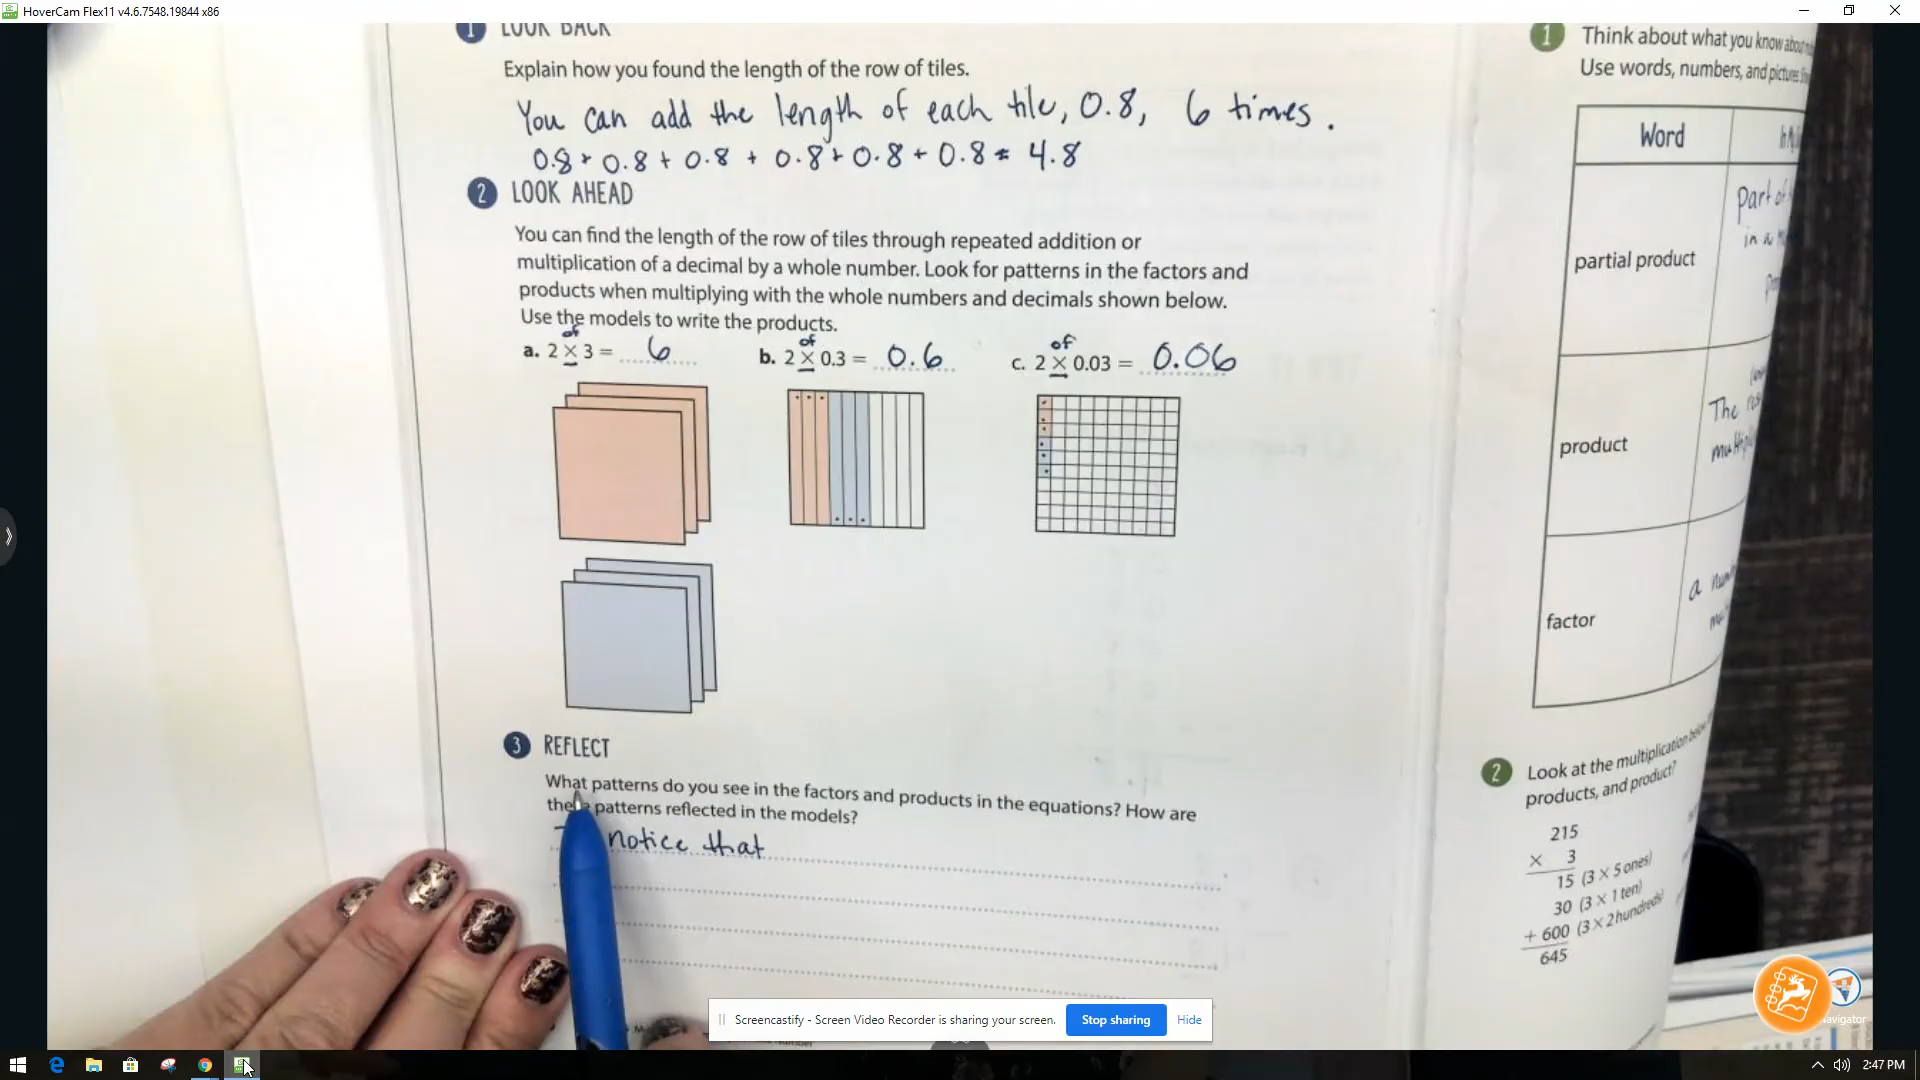 HoverCam Flex11 v4.6.7548.19844 x86
1 LOOK BACK
Explain how you found the length of the row of tiles.
You can add the length of each tile, 0.8, 6 times.
0.8 + 0.8 + 0.8 + 0.8 + 0.8 + 0.8 = 4.8
2 LOOK AHEAD
You can find the length of the row of tiles through repeated addition or
multiplication of a decimal by a whole number. Look for patterns in the factors and
products when multiplying with the whole numbers and decimals shown below.
Use the models to write the products.
of of of
a. 2 × 3 = 6 b. 2 × 0.3 = 0.6 c. 2 × 0.03 = 0.06
3 REFLECT
What patterns do you see in the factors and products in the equations? How are
patterns reflected in the models?
notice that
1 Think about what you know about
Use words, numbers, and pictures
Word
partial product
Part of
in a
product
The
factor
a
2 Look at the multiplication
products, and product?
215
× 3
15 (3 × 5 ones)
30 (3 × 1 ten)
+ 600 (3 × 2 hundreds)
645
Screencastify - Screen Video Recorder is sharing your screen. Stop sharing Hide
2:47 PM